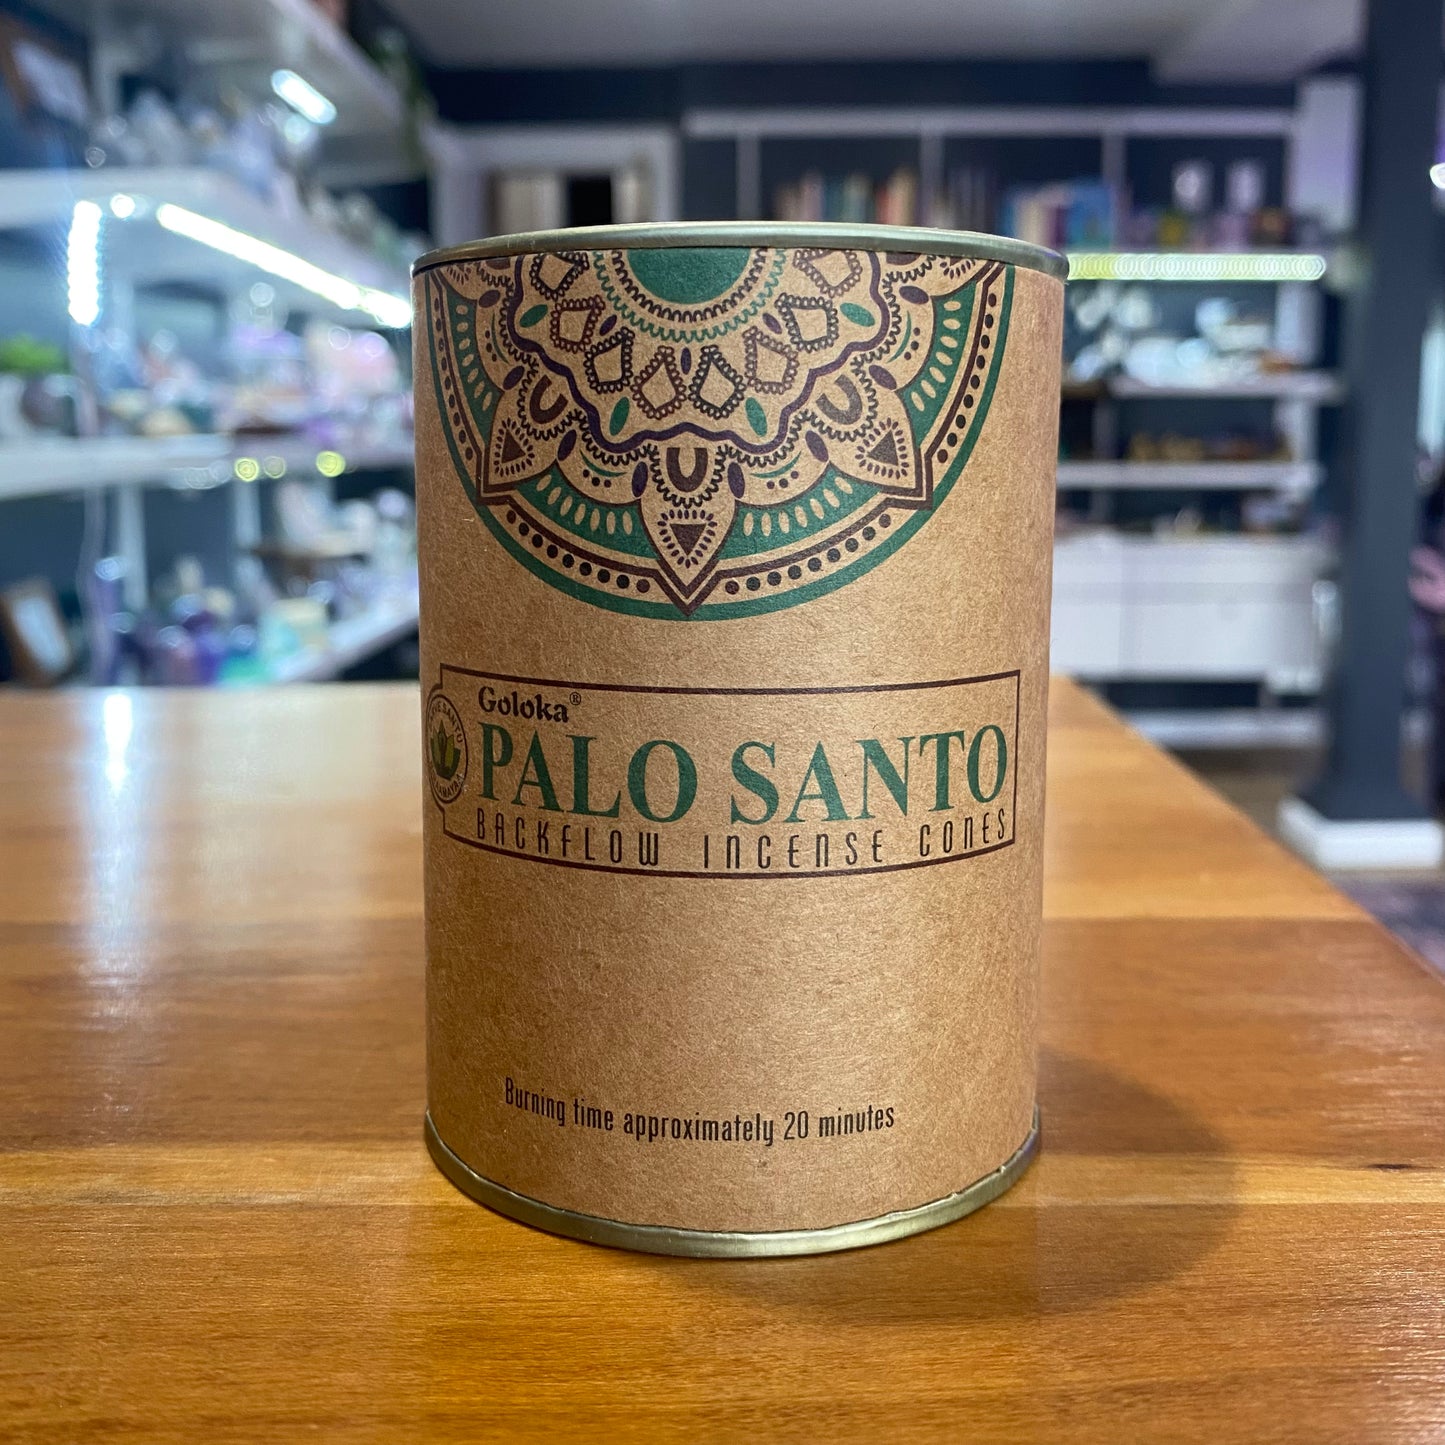 Goloka®
PALO SANTO
BACKFLOW INCENSE CONES
Burning time approximately 20 minutes